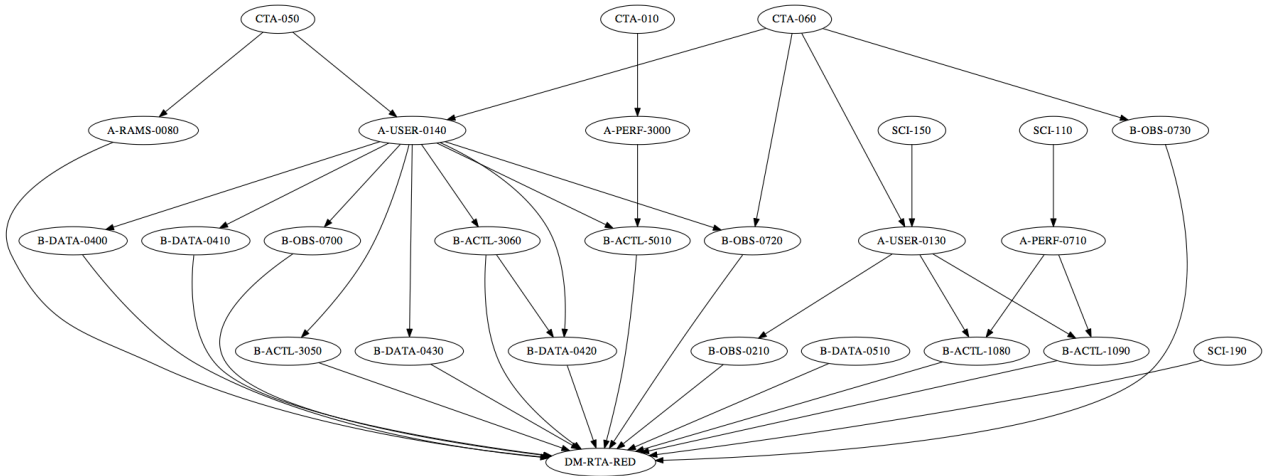 CTA-050
CTA-010
CTA-060
A-RAMS-0080
A-USER-0140
A-PERF-3000
SCI-150
SCI-110
B-OBS-0730
B-DATA-0400
B-DATA-0410
B-OBS-0700
B-ACTL-3060
B-ACTL-5010
B-OBS-0720
A-USER-0130
A-PERF-0710
B-ACTL-3050
B-DATA-0430
B-DATA-0420
B-OBS-0210
B-DATA-0510
B-ACTL-1080
B-ACTL-1090
SCI-190
DM-RTA-RED